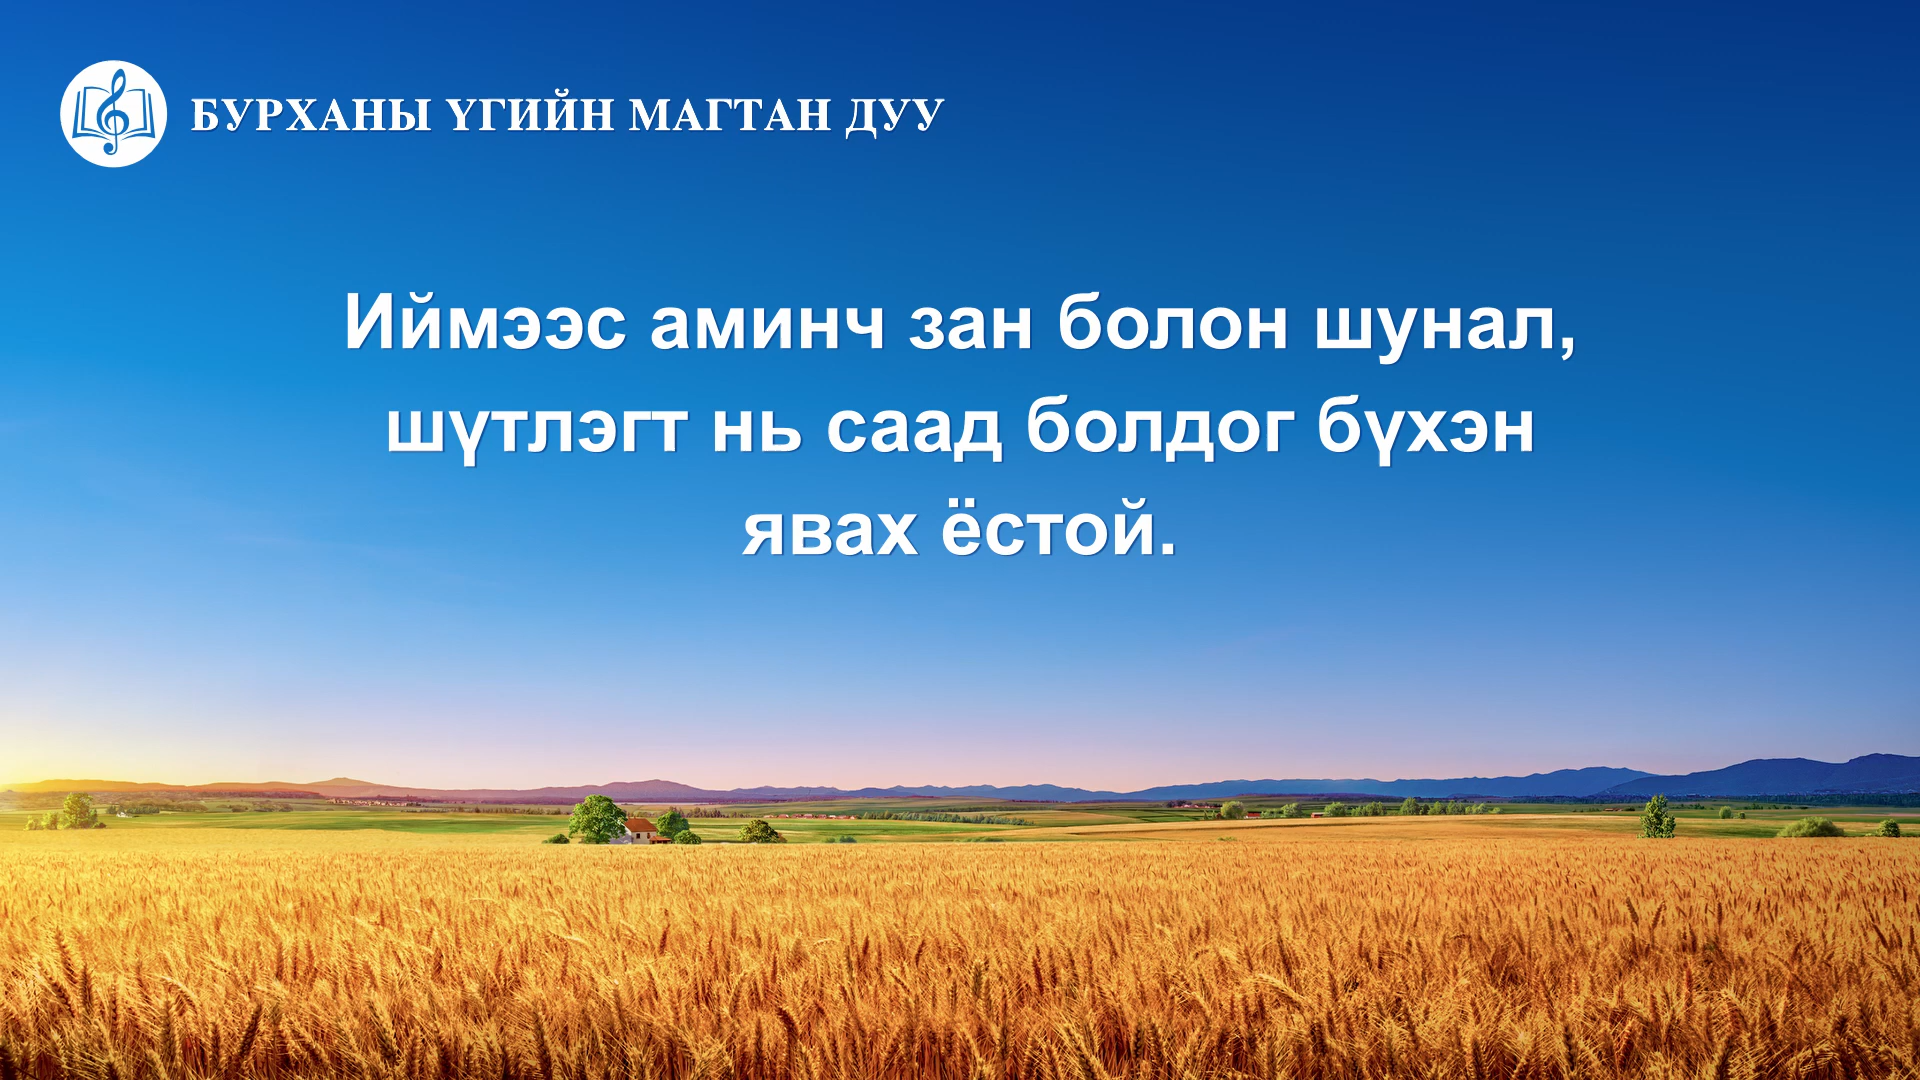 БУРХАНЫ ҮГИЙН МАГТАН ДУУ
Иймээс аминч зан болон шунал,
шүтлэгт нь саад болдог бүхэн
явах ёстой.